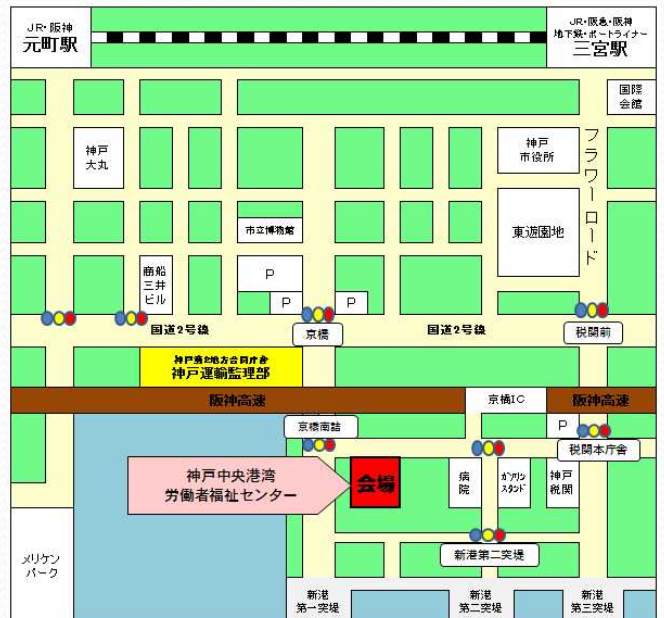 JR・阪神
元町駅
JR・阪急・阪神
地下鉄・ポートライナー
三宮駅
国際
会館
神戸
大丸
神戸
市役所
フラワーロード
市立博物館
東遊園地
商船
三井
ビル
P
P
P
国道2号線
京橋
国道2号線
税関前
神戸第2地方合同庁舎
神戸運輸監理部
阪神高速
京橋IC
阪神高速
京橋南詰
P
税関本庁舎
神戸中央港湾
労働者福祉センター
会場
病
院
ガソリン
スタンド
神戸
税関
新港第二突堤
メリケン
パーク
新港
第一突堤
新港
第二突堤
新港
第三突堤